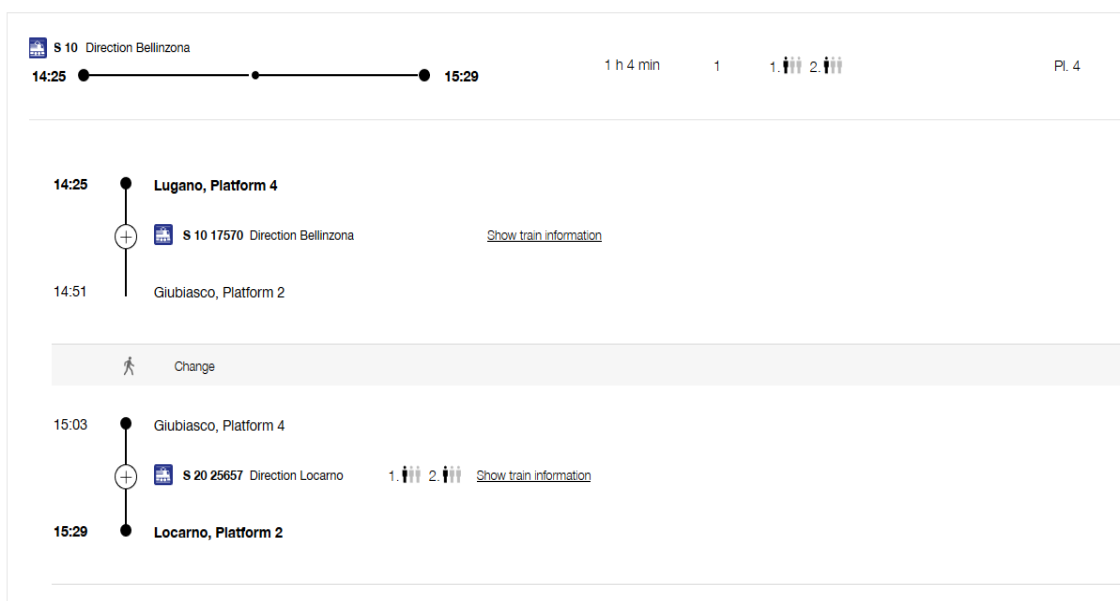 S 10 Direction Bellinzona
14:25 15:29 1 h 4 min 1 1. 2. Pl. 4
14:25 Lugano, Platform 4
S 10 17570 Direction Bellinzona Show train information
14:51 Giubiasco, Platform 2
Change
15:03 Giubiasco, Platform 4
S 20 25657 Direction Locarno 1. 2. Show train information
15:29 Locarno, Platform 2